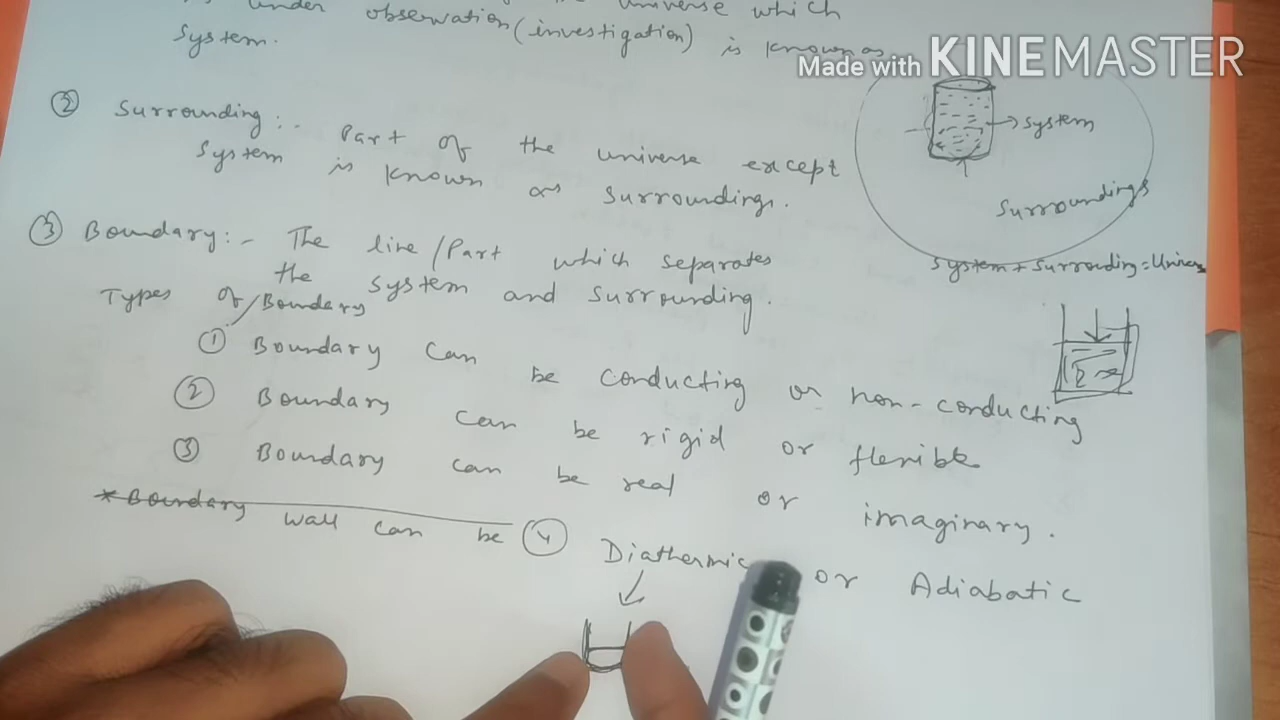 under observation (investigation) is known as
universe which
system.
Made with KINEMASTER
② Surrounding :- Part of the universe except
system is known as surroundings.
→ system
Surroundings
System + Surrounding = Univers
③ Boundary :- The line / Part which separates
the system and surrounding.
Types of Boundary
① Boundary can be conducting or non-conducting
② Boundary can be rigid or flexible
③ Boundary can be real or imaginary.
* Boundary wall can be ④ Diathermic or Adiabatic